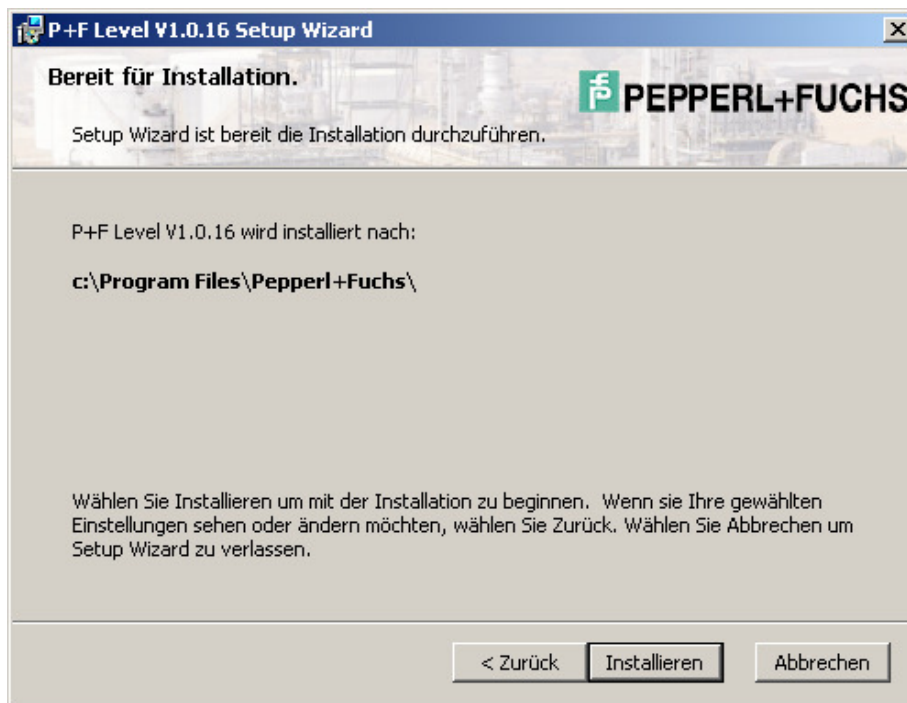 P+F Level V1.0.16 Setup Wizard
Bereit für Installation.
PEPPERL+FUCHS
Setup Wizard ist bereit die Installation durchzuführen.
P+F Level V1.0.16 wird installiert nach:
c:\Program Files\Pepperl+Fuchs\
Wählen Sie Installieren um mit der Installation zu beginnen.  Wenn sie Ihre gewählten
Einstellungen sehen oder ändern möchten, wählen Sie Zurück. Wählen Sie Abbrechen um
Setup Wizard zu verlassen.
< Zurück Installieren Abbrechen